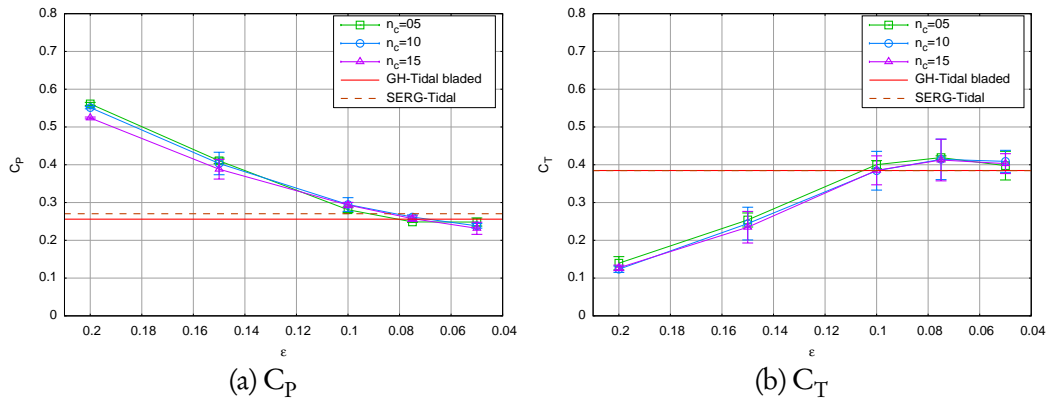 0.8
0.7
0.6
0.5
0.4
0.3
0.2
0.1
0
C_P
n_c=05
n_c=10
n_c=15
GH-Tidal bladed
SERG-Tidal
0.2 0.18 0.16 0.14 0.12 0.1 0.08 0.06 0.04
ε
(a) C_P
0.8
0.7
0.6
0.5
0.4
0.3
0.2
0.1
0
C_T
n_c=05
n_c=10
n_c=15
GH-Tidal bladed
SERG-Tidal
0.2 0.18 0.16 0.14 0.12 0.1 0.08 0.06 0.04
ε
(b) C_T